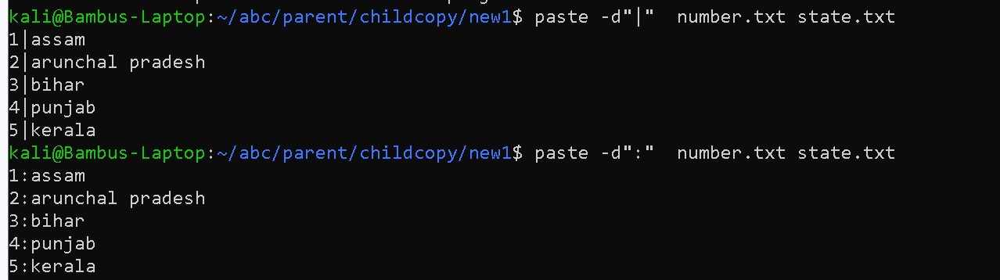 kali@Bambus-Laptop:~/abc/parent/childcopy/new1$ paste -d"|"  number.txt state.txt
1|assam
2|arunchal pradesh
3|bihar
4|punjab
5|kerala
kali@Bambus-Laptop:~/abc/parent/childcopy/new1$ paste -d":"  number.txt state.txt
1:assam
2:arunchal pradesh
3:bihar
4:punjab
5:kerala